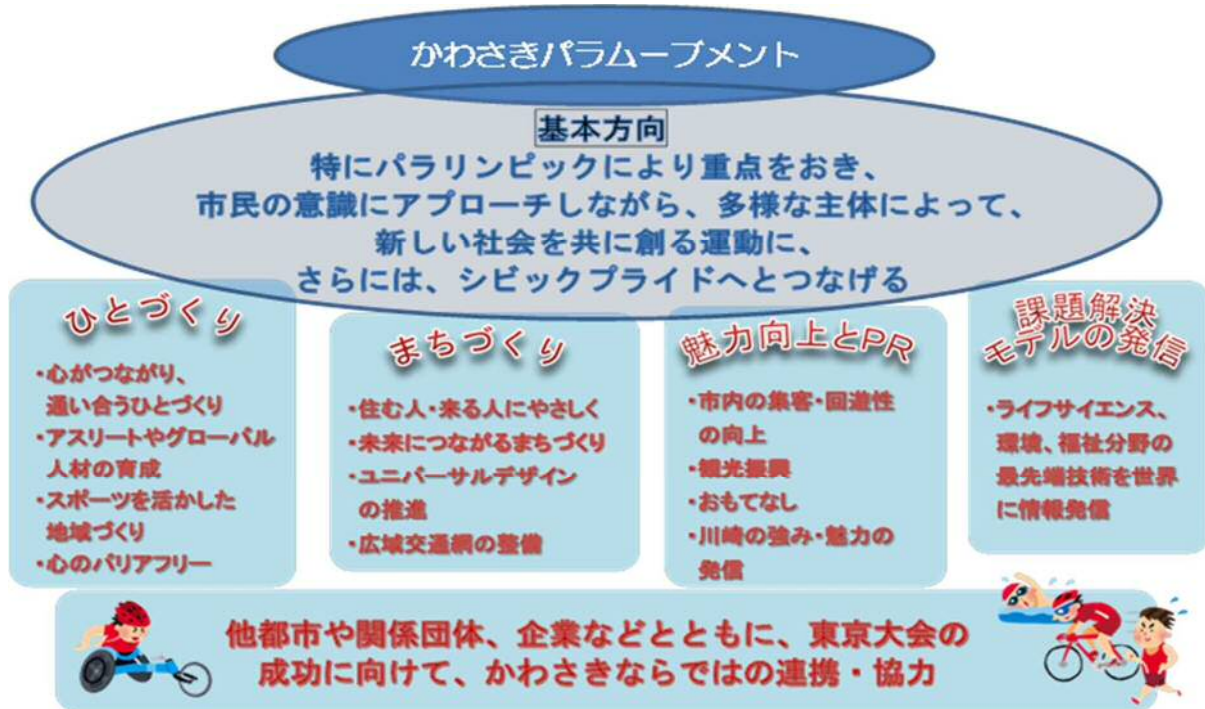 かわさきパラムーブメント
基本方向
特にパラリンピックにより重点をおき、
市民の意識にアプローチしながら、多様な主体によって、
新しい社会を共に創る運動に、
さらには、シビックプライドへとつなげる
ひとづくり
・心がつながり、
通い合うひとづくり
・アスリートやグローバル
人材の育成
・スポーツを活かした
地域づくり
・心のバリアフリー
まちづくり
・住む人・来る人にやさしく
・未来につながるまちづくり
・ユニバーサルデザイン
の推進
・広域交通網の整備
魅力向上とPR
・市内の集客・回遊性
の向上
・観光振興
・おもてなし
・川崎の強み・魅力の
発信
課題解決
モデルの発信
・ライフサイエンス、
環境、福祉分野の
最先端技術を世界
に情報発信
他都市や関係団体、企業などとともに、東京大会の
成功に向けて、かわさきならではの連携・協力